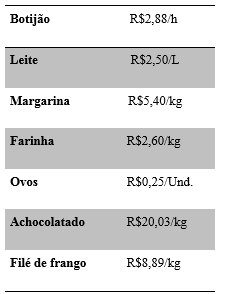 Botijão R$2,88/h
Leite R$2,50/L
Margarina R$5,40/kg
Farinha R$2,60/kg
Ovos R$0,25/Und.
Achocolatado R$20,03/kg
Filé de frango R$8,89/kg